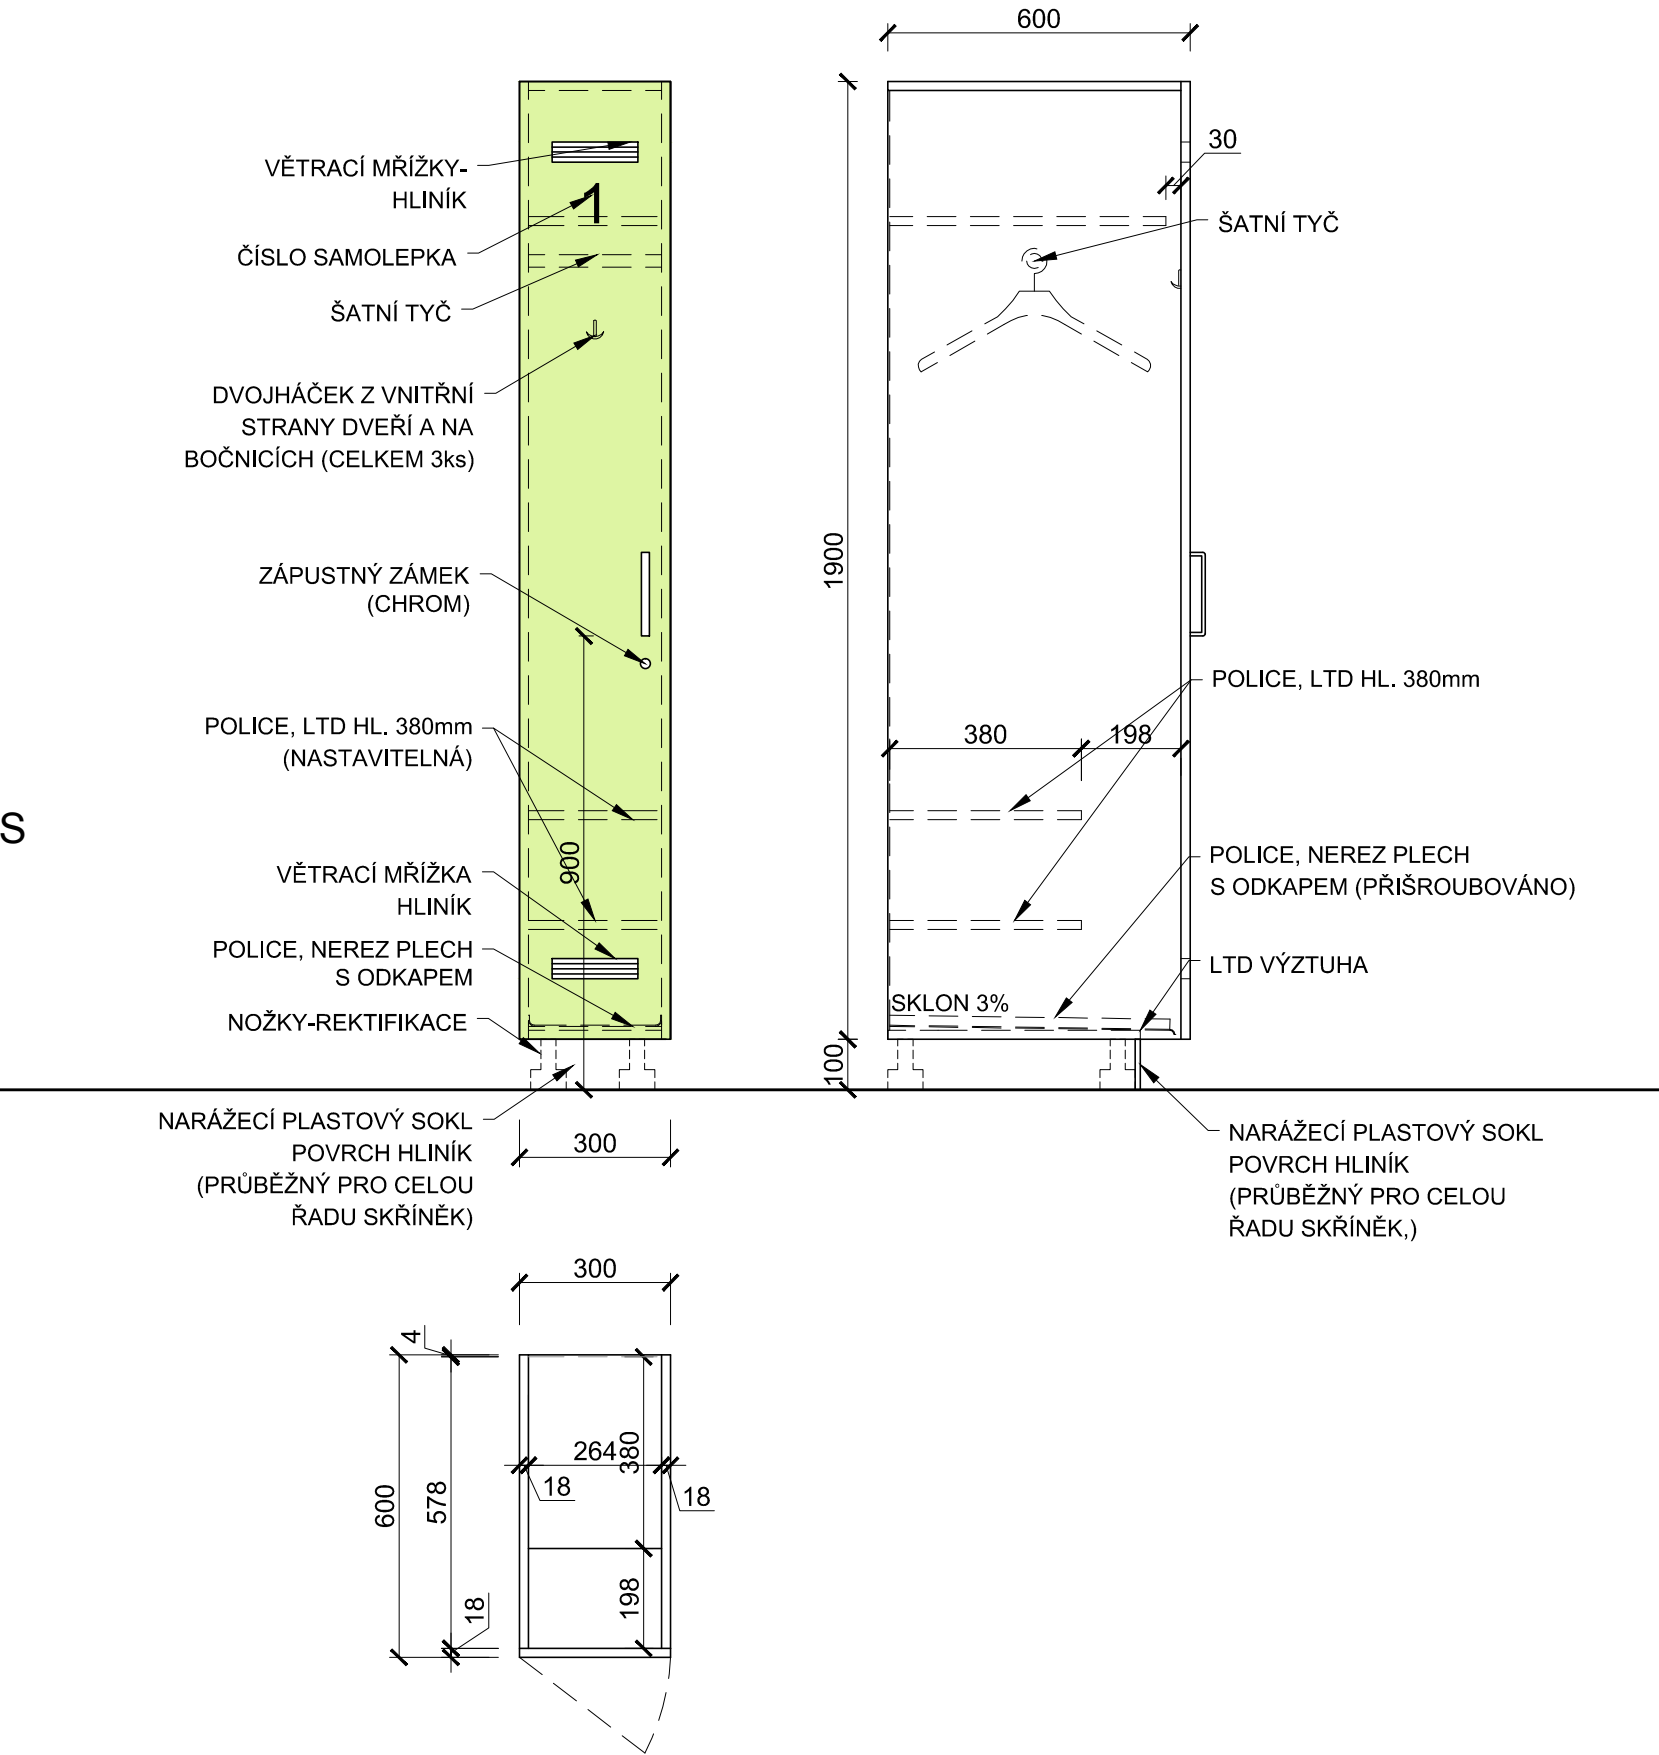 600
VĚTRACÍ MŘÍŽKY-
HLINÍK
1
ČÍSLO SAMOLEPKA
ŠATNÍ TYČ
DVOJHÁČEK Z VNITŘNÍ
STRANY DVEŘÍ A NA
BOČNICÍCH (CELKEM 3ks)
ZÁPUSTNÝ ZÁMEK
(CHROM)
POLICE, LTD HL. 380mm
(NASTAVITELNÁ)
S
900
VĚTRACÍ MŘÍŽKA
HLINÍK
POLICE, NEREZ PLECH
S ODKAPEM
NOŽKY-REKTIFIKACE
NARÁŽECÍ PLASTOVÝ SOKL
POVRCH HLINÍK
(PRŮBĚŽNÝ PRO CELOU
ŘADU SKŘÍNĚK)
300
30
ŠATNÍ TYČ
1900
POLICE, LTD HL. 380mm
380
198
POLICE, NEREZ PLECH
S ODKAPEM (PŘIŠROUBOVÁNO)
LTD VÝZTUHA
SKLON 3%
100
NARÁŽECÍ PLASTOVÝ SOKL
POVRCH HLINÍK
(PRŮBĚŽNÝ PRO CELOU
ŘADU SKŘÍNĚK,)
300
4
600
578
264
380
18
18
198
18